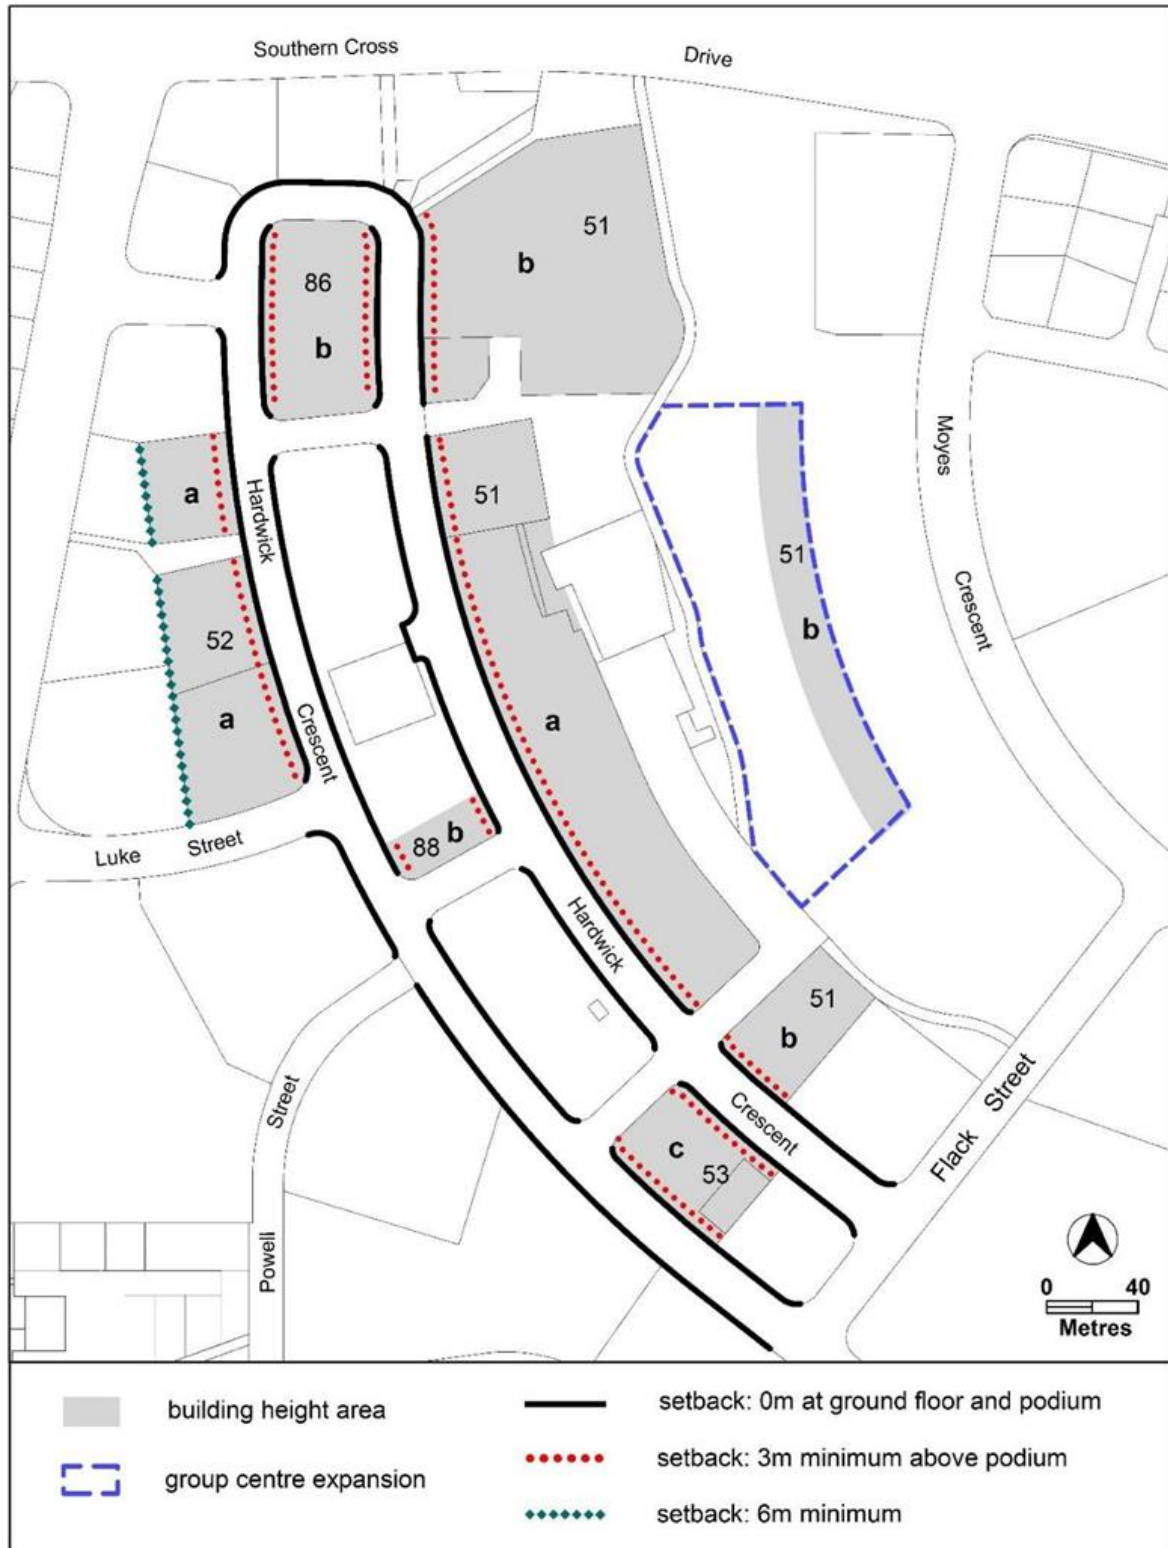 Southern Cross Drive
51
b
86
b
Moyes
51
a
Hardwick
51
b
52
a
a
Crescent
Crescent
88 b
Luke Street
Hardwick
51
b
Crescent
c
53
Street
Flack Street
Powell
0 40
Metres
building height area
group centre expansion
setback: 0m at ground floor and podium
setback: 3m minimum above podium
setback: 6m minimum